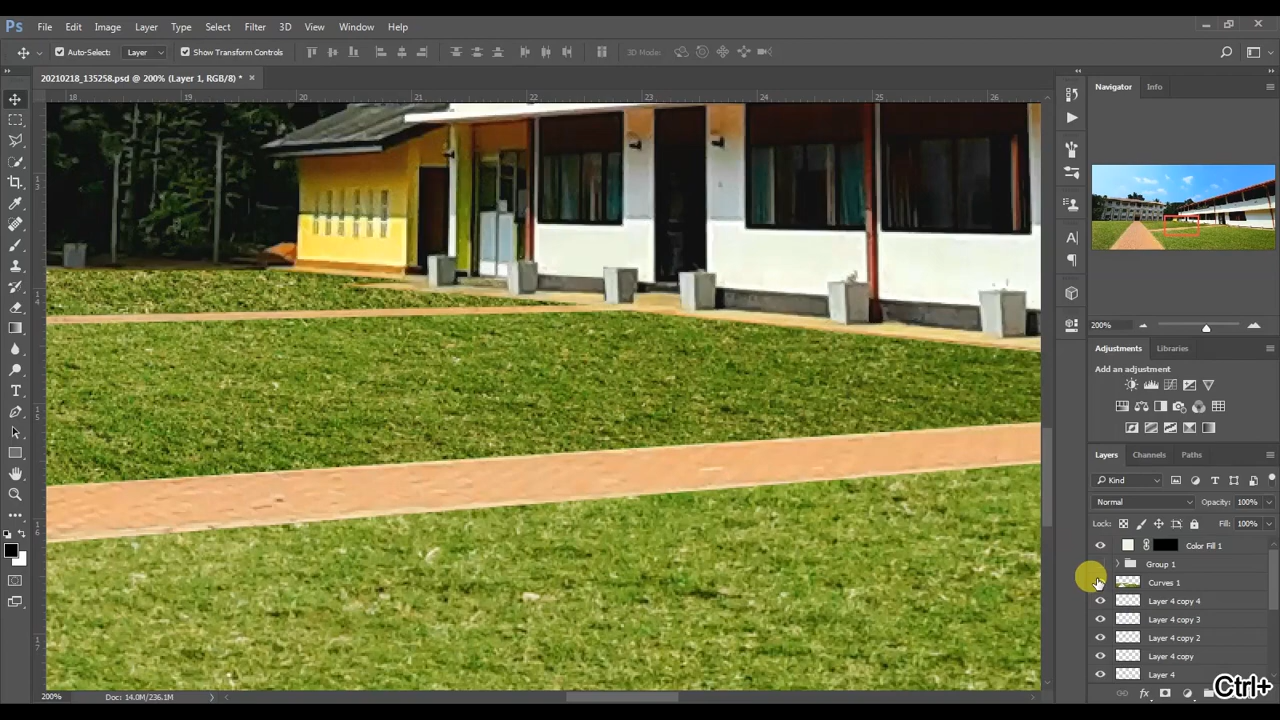 Ps File Edit Image Layer Type Select Filter 3D View Window Help
Auto-Select: Layer Show Transform Controls 3D Mode:
20210218_135258.psd @ 200% (Layer 1, RGB/8) * ×
18 19 20 21 22 23 24 25 26
Navigator Info
200%
Adjustments Libraries
Add an adjustment
Layers Channels Paths
Kind
Normal Opacity: 100%
Lock: Fill: 100%
Color Fill 1
Group 1
Curves 1
Layer 4 copy 4
Layer 4 copy 3
Layer 4 copy 2
Layer 4 copy
Layer 4
200% Doc: 14.0M/236.1M
Ctrl+